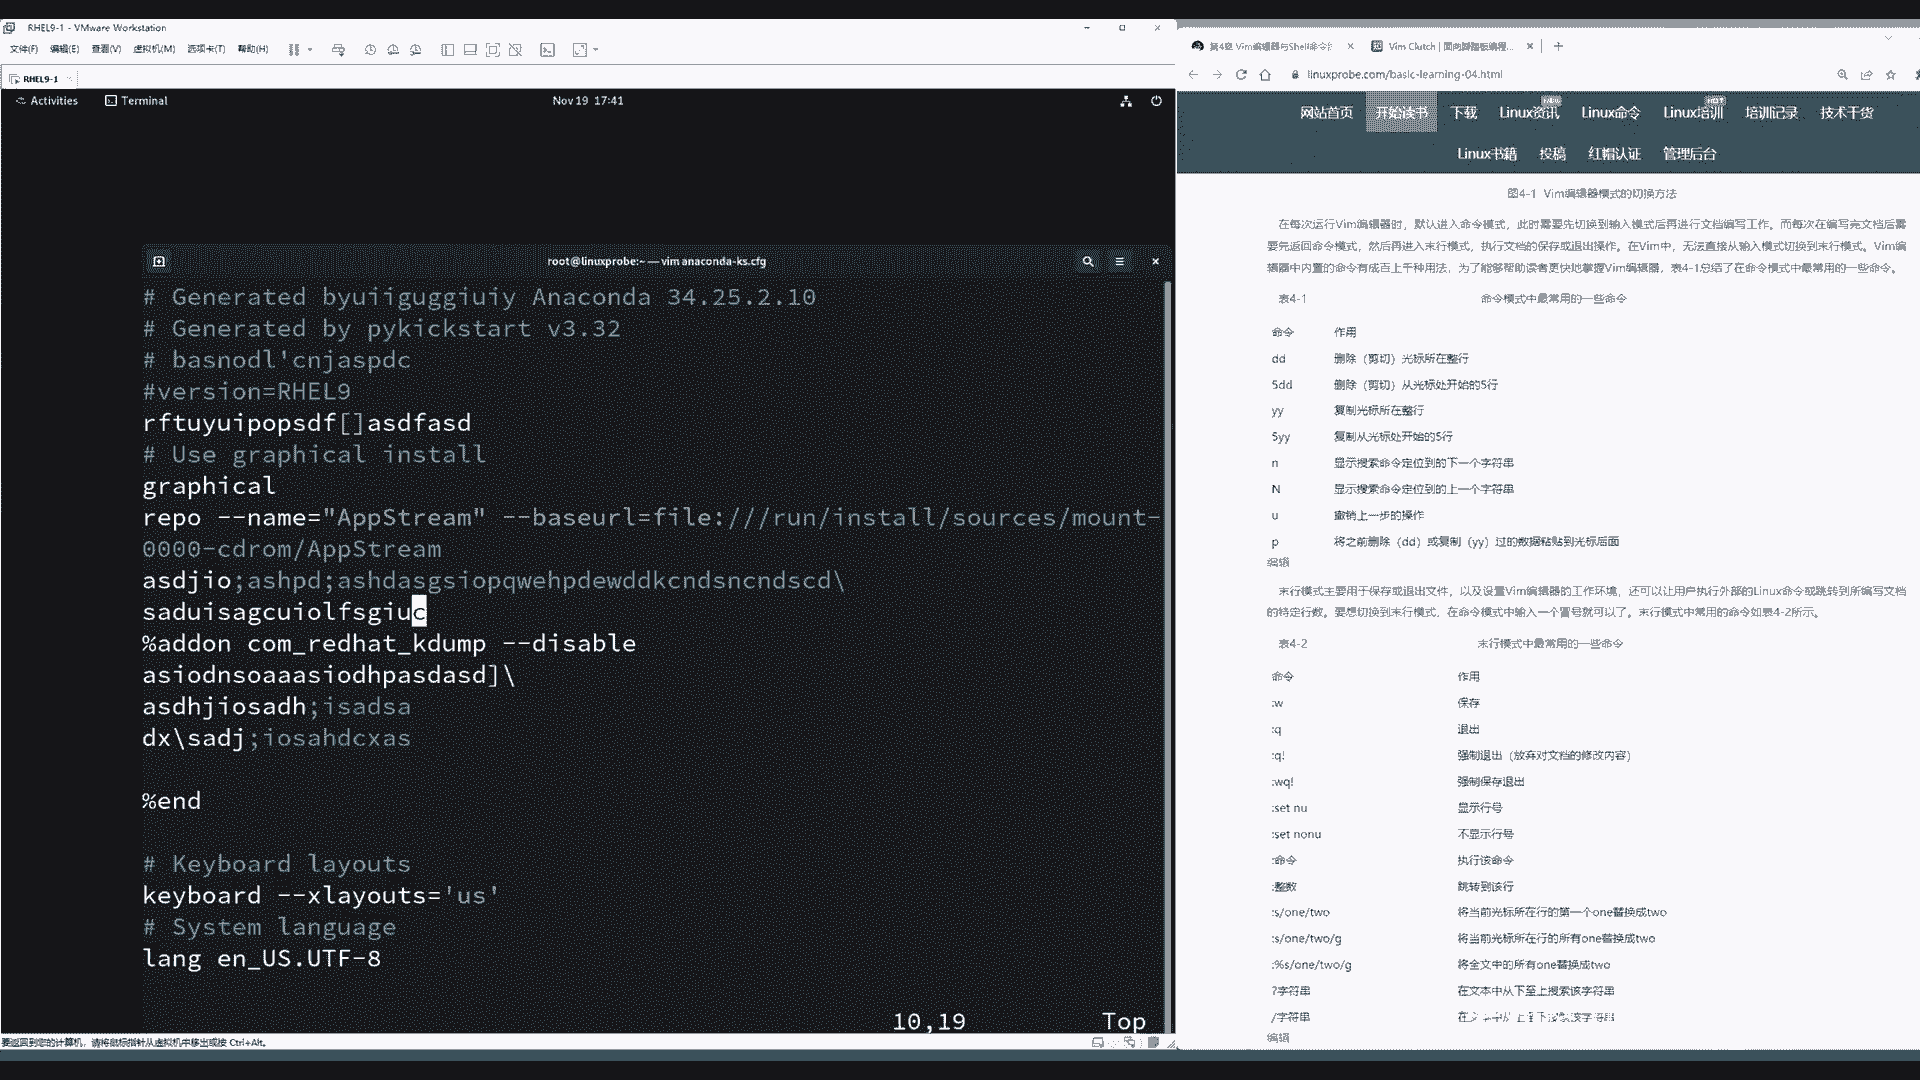 RHEL9-1 - VMware Workstation
文件(F) 编辑(E) 查看(V) 虚拟机(M) 选项卡(T) 帮助(H)
RHEL9-1
Activities Terminal Nov 19 17:41
root@linuxprobe:~ — vim anaconda-ks.cfg
# Generated byuiiguggiuiy Anaconda 34.25.2.10
# Generated by pykickstart v3.32
# basnodl'cnjaspdc
#version=RHEL9
rftuyuipopsdf[]asdfasd
# Use graphical install
graphical
repo --name="AppStream" --baseurl=file:///run/install/sources/mount-
0000-cdrom/AppStream
asdjio;ashpd;ashdasgsiopqwehpdewddkcndsncndscd\
saduisagcuiolfsgiuc
%addon com_redhat_kdump --disable
asiodnsoaaasiodhpasdasd]\
asdhjiosadh;isadsa
dx\sadj;iosahdcxas
%end
# Keyboard layouts
keyboard --xlayouts='us'
# System language
lang en_US.UTF-8
10,19 Top
要返回到您的计算机，请将鼠标指针从虚拟机中移出或按 Ctrl+Alt。
第4章 Vim编辑器与Shell命令 Vim Clutch | 面向脚踏板编程...
linuxprobe.com/basic-learning-04.html
网站首页 开始读书 下载 Linux资讯 Linux命令 Linux培训 培训记录 技术干货
Linux书籍 投稿 红帽认证 管理后台
图4-1 Vim编辑器模式的切换方法
在每次运行Vim编辑器时，默认进入命令模式，此时需要先切换到输入模式后再进行文档编写工作。而每次在编写完文档后需
要先返回命令模式，然后再进入末行模式，执行文档的保存或退出操作。在Vim中，无法直接从输入模式切换到末行模式。Vim编
辑器中内置的命令有成百上千种用法，为了能够帮助读者更快地掌握Vim编辑器，表4-1总结了在命令模式中最常用的一些命令。
表4-1 命令模式中最常用的一些命令
命令 作用
dd 删除（剪切）光标所在整行
5dd 删除（剪切）从光标处开始的5行
yy 复制光标所在整行
5yy 复制从光标处开始的5行
n 显示搜索命令定位到的下一个字符串
N 显示搜索命令定位到的上一个字符串
u 撤销上一步的操作
p 将之前删除（dd）或复制（yy）过的数据粘贴到光标后面
编辑
末行模式主要用于保存或退出文件，以及设置Vim编辑器的工作环境，还可以让用户执行外部的Linux命令或跳转到所编写文档
的特定行数。要想切换到末行模式，在命令模式中输入一个冒号就可以了。末行模式中常用的命令如表4-2所示。
表4-2 末行模式中最常用的一些命令
命令 作用
:w 保存
:q 退出
:q! 强制退出（放弃对文档的修改内容）
:wq! 强制保存退出
:set nu 显示行号
:set nonu 不显示行号
:命令 执行该命令
:整数 跳转到该行
:s/one/two 将当前光标所在行的第一个one替换成two
:s/one/two/g 将当前光标所在行的所有one替换成two
:%s/one/two/g 将全文中的所有one替换成two
?字符串 在文本中从下至上搜索该字符串
/字符串 在文本中从上至下搜索该字符串
编辑